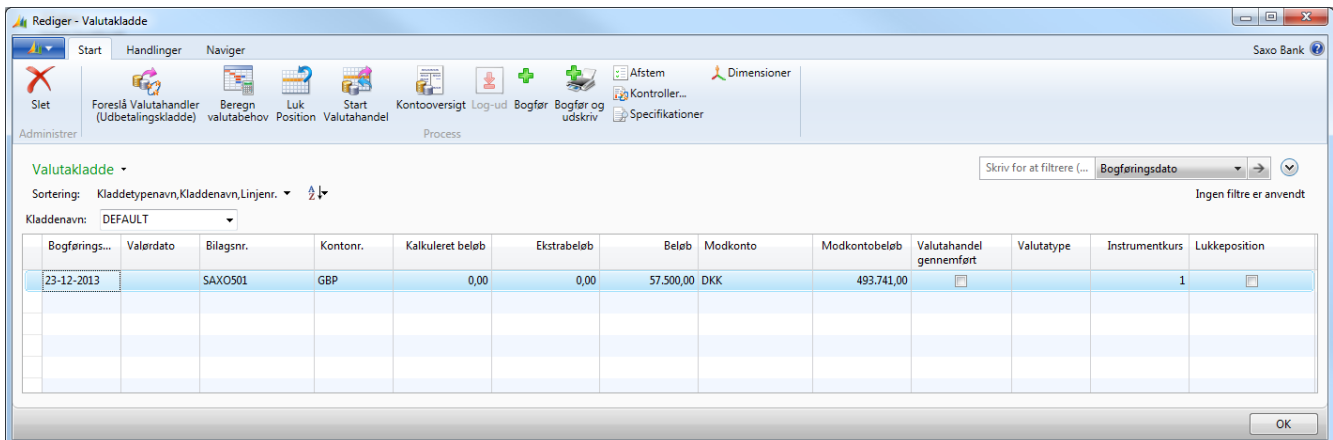 Rediger - Valutakladde
Start Handlinger Naviger Saxo Bank
Slet
Foreslå Valutahandler (Udbetalingskladde)
Beregn valutabehov
Luk Position
Start Valutahandel
Kontooversigt
Log-ud
Bogfør
Bogfør og udskriv
Afstem
Kontroller...
Specifikationer
Dimensioner
Administrer Process
Valutakladde
Skriv for at filtrere (... Bogføringsdato
Sortering: Kladdetypenavn,Kladdenavn,Linjenr. Ingen filtre er anvendt
Kladdenavn: DEFAULT
Bogførings... Valørdato Bilagsnr. Kontonr. Kalkuleret beløb Ekstrabeløb Beløb Modkonto Modkontobeløb Valutahandel gennemført Valutatype Instrumentkurs Lukkeposition
23-12-2013 SAXO501 GBP 0,00 0,00 57.500,00 DKK 493.741,00 1
OK